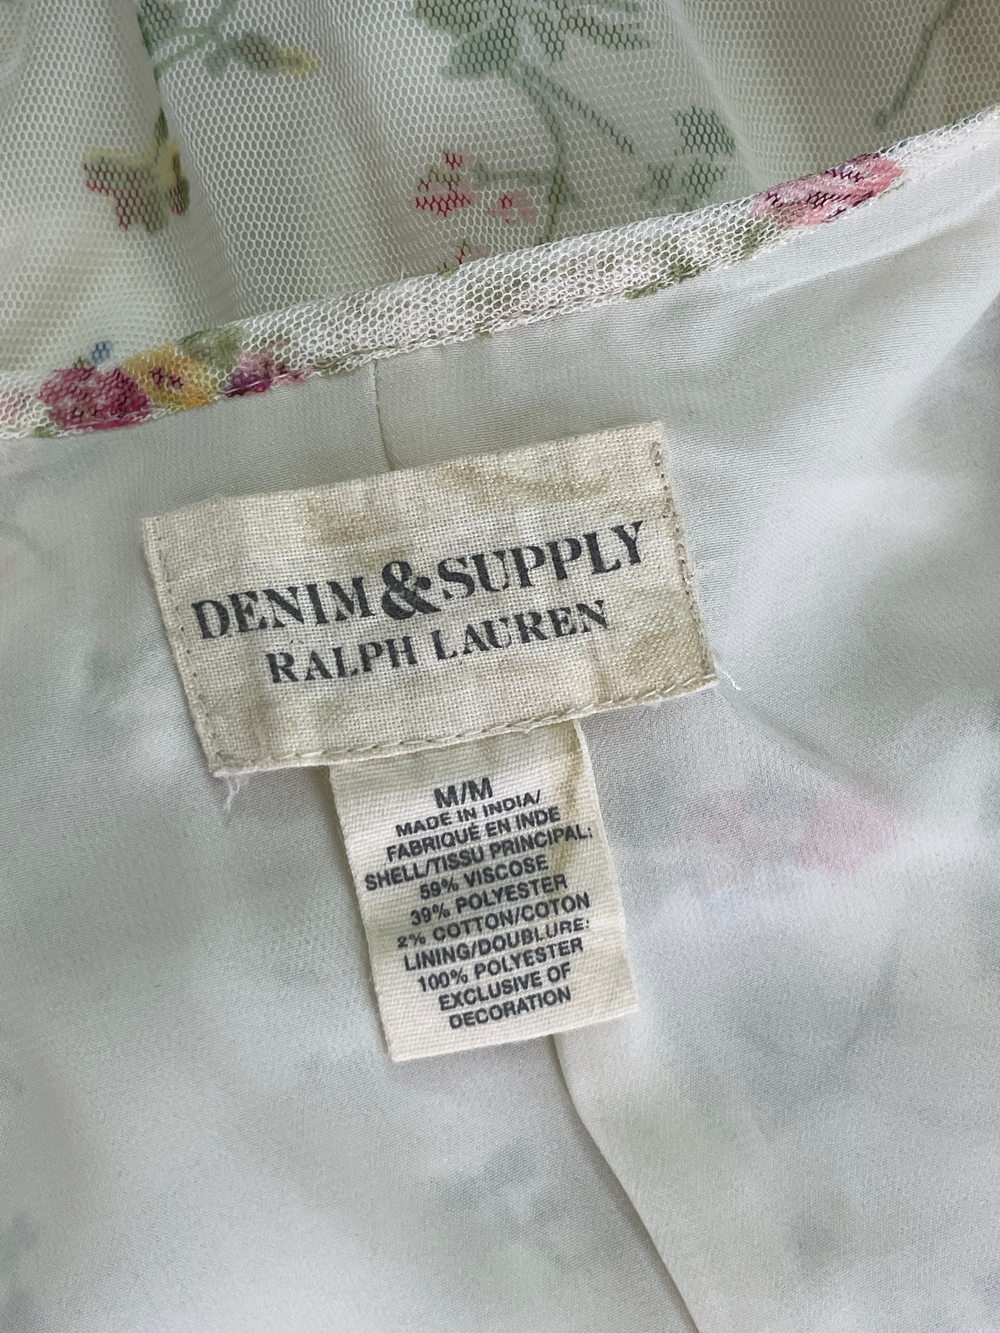 DENIM&SUPPLY
RALPH LAUREN
M/M
MADE IN INDIA/
FABRIQUÉ EN INDE
SHELL/TISSU PRINCIPAL:
59% VISCOSE
39% POLYESTER
2% COTTON/COTON
LINING/DOUBLURE:
100% POLYESTER
EXCLUSIVE OF
DECORATION